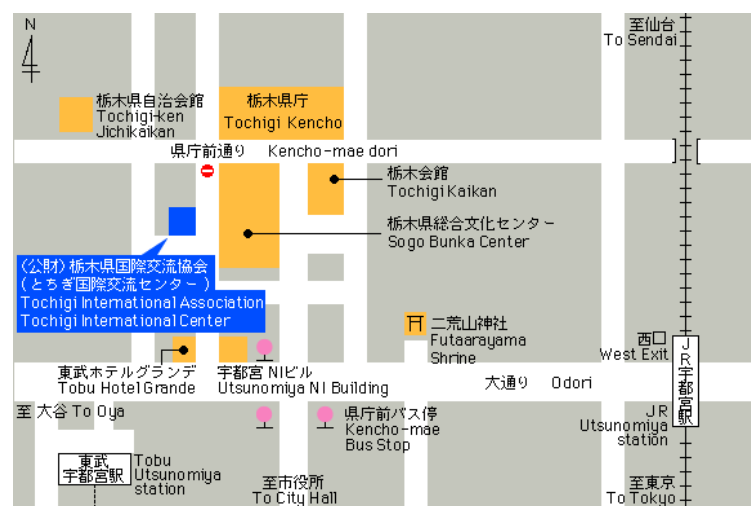 N
至仙台
To Sendai
栃木県自治会館
Tochigi-ken
Jichikaikan
栃木県庁
Tochigi Kencho
県庁前通り Kencho-mae dori
栃木会館
Tochigi Kaikan
栃木県総合文化センター
Sogo Bunka Center
(公財) 栃木県国際交流協会
(とちぎ国際交流センター)
Tochigi International Association
Tochigi International Center
二荒山神社
Futaarayama
Shrine
西口
West Exit
JR宇都宮駅
東武ホテルグランデ
Tobu Hotel Grande
宇都宮 NIビル
Utsunomiya NI Building
大通り Odori
至 大谷 To Oya
県庁前バス停
Kencho-mae
Bus Stop
JR
Utsunomiya
station
東武
宇都宮駅
Tobu
Utsunomiya
station
至市役所
To City Hall
至東京
To Tokyo